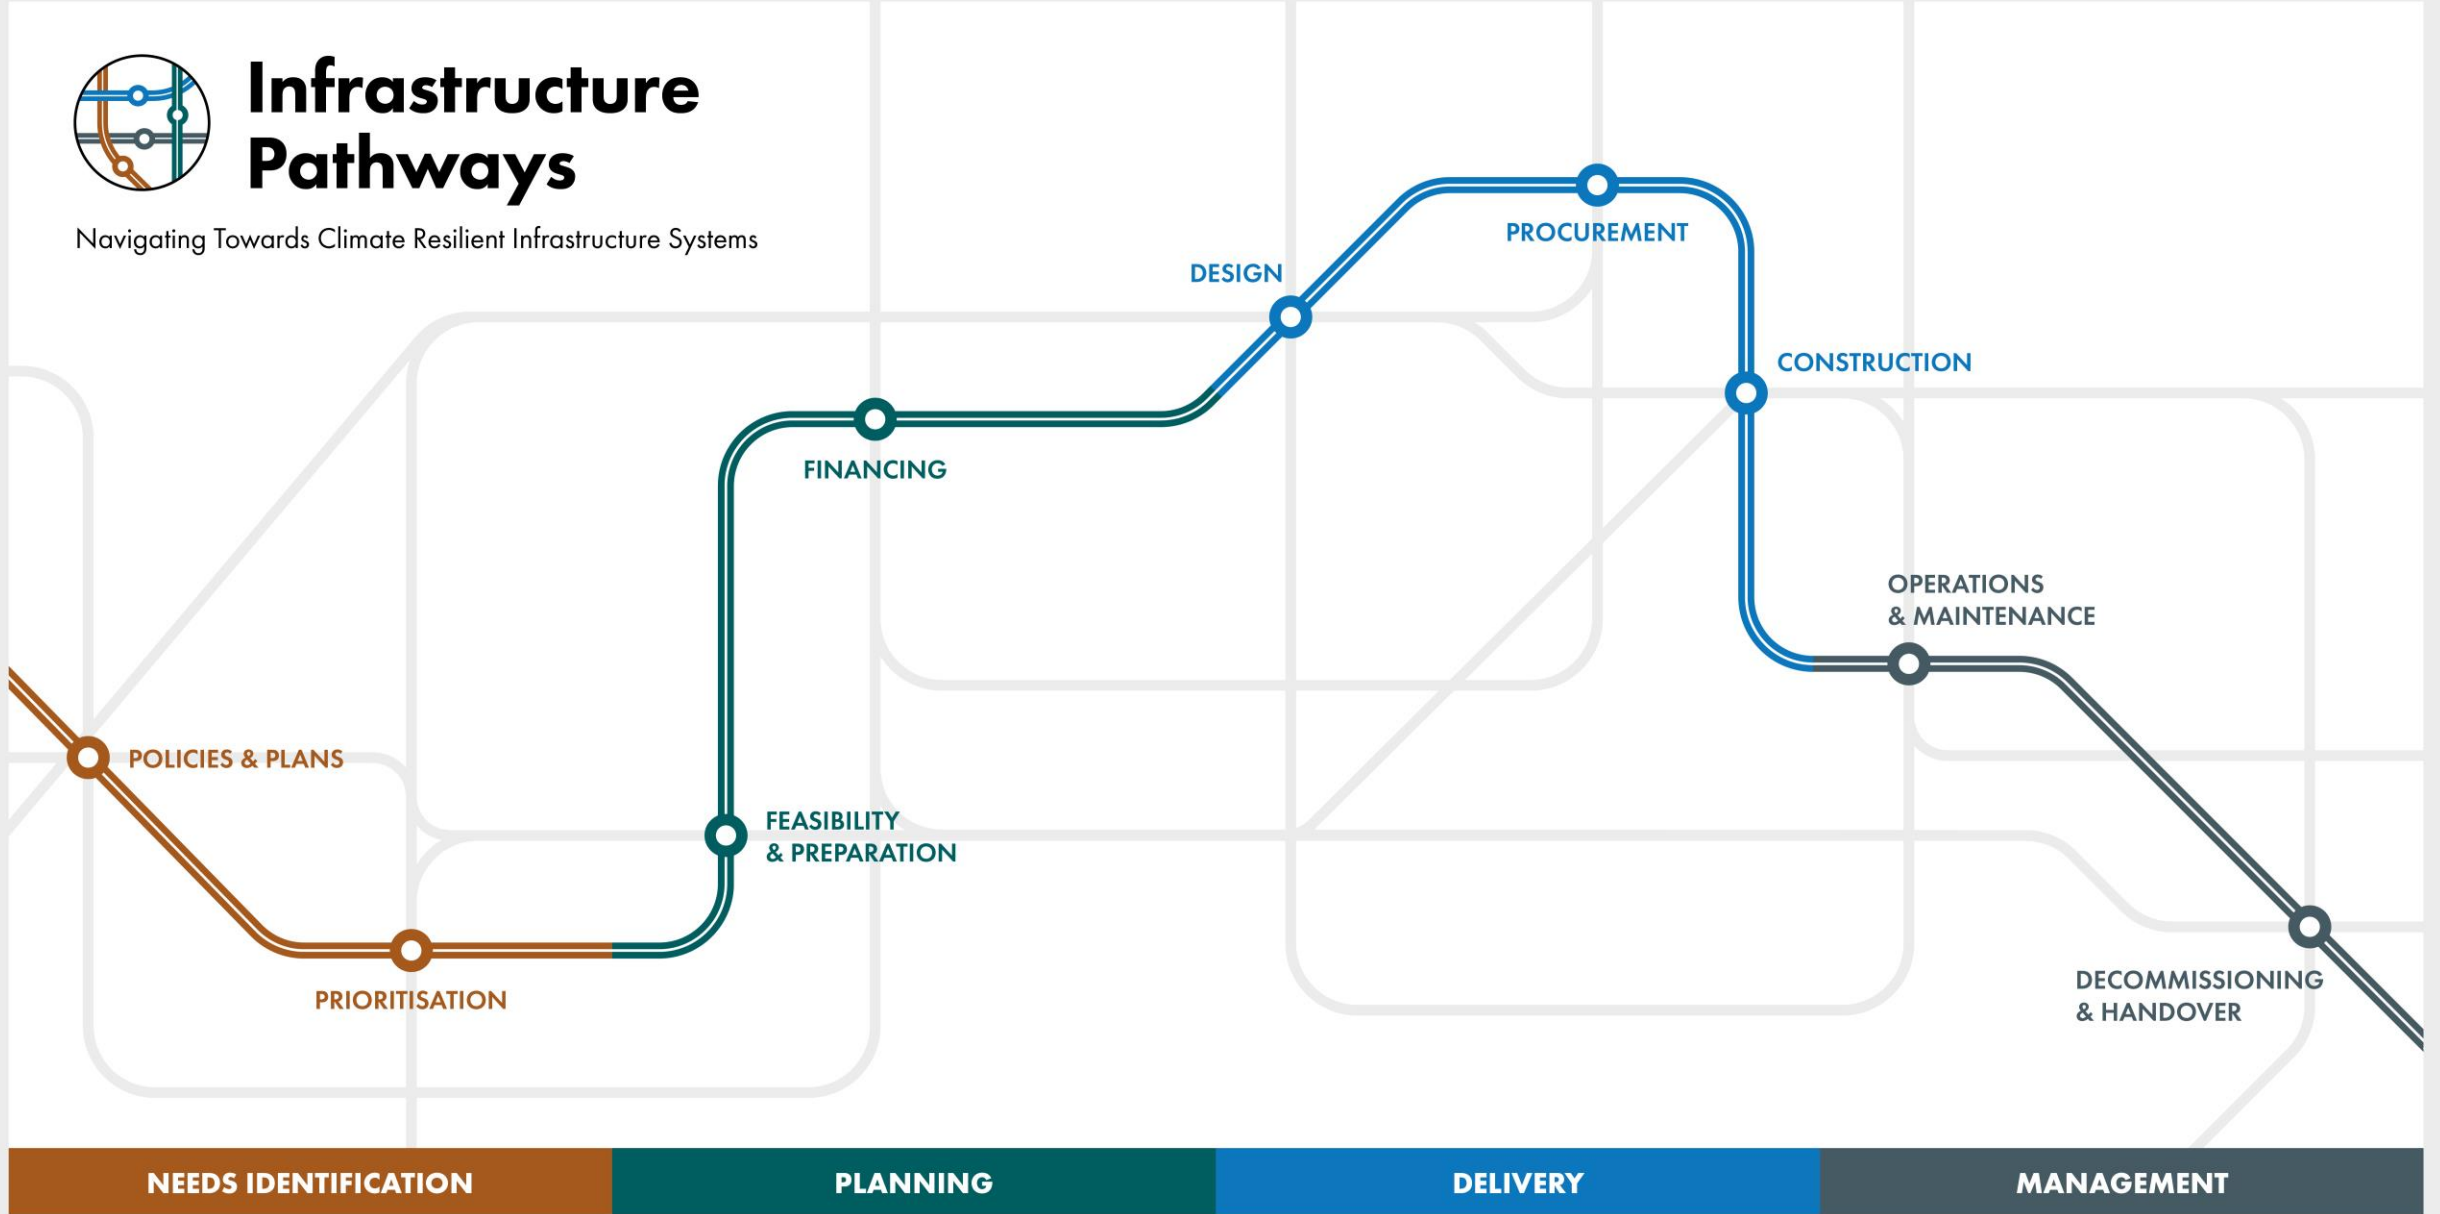 Infrastructure
Pathways
Navigating Towards Climate Resilient Infrastructure Systems
POLICIES & PLANS
PRIORITISATION
FEASIBILITY
& PREPARATION
FINANCING
DESIGN
PROCUREMENT
CONSTRUCTION
OPERATIONS
& MAINTENANCE
DECOMMISSIONING
& HANDOVER
NEEDS IDENTIFICATION
PLANNING
DELIVERY
MANAGEMENT